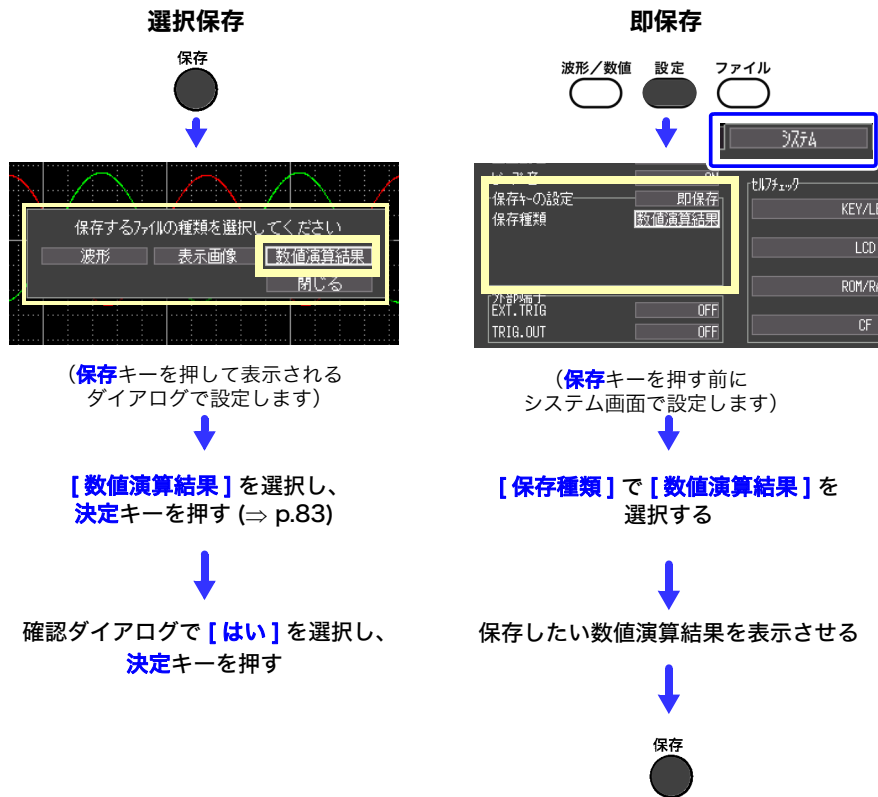 選択保存
保存
保存するファイルの種類を選択してください
波形 表示画像 数値演算結果
閉じる
（保存キーを押して表示される
ダイアログで設定します）
[ 数値演算結果 ] を選択し、
決定キーを押す (⇒ p.83)
確認ダイアログで [ はい ] を選択し、
決定キーを押す
即保存
波形／数値 設定 ファイル
システム
保存キーの設定 即保存
保存種類 数値演算結果
外部端子
EXT.TRIG OFF
TRIG.OUT OFF
セルフチェック
KEY/LE
LCD
ROM/RA
CF
（保存キーを押す前に
システム画面で設定します）
[ 保存種類 ] で [ 数値演算結果 ] を
選択する
保存したい数値演算結果を表示させる
保存